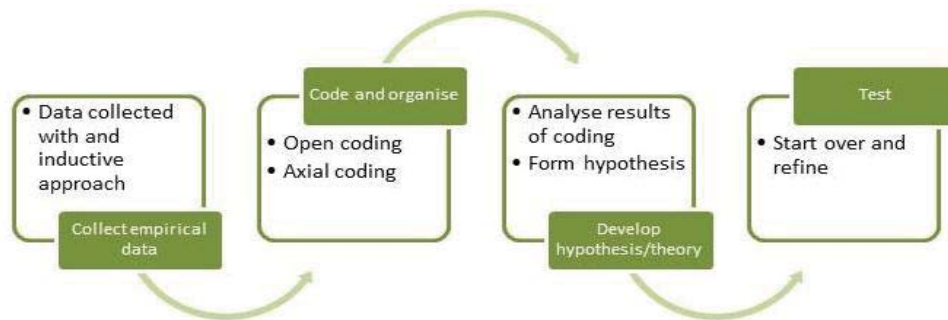 • Data collected
with and
inductive
approach
Collect empirical
data
Code and organise
• Open coding
• Axial coding
• Analyse results
of coding
• Form hypothesis
Develop
hypothesis/theory
Test
• Start over and
refine